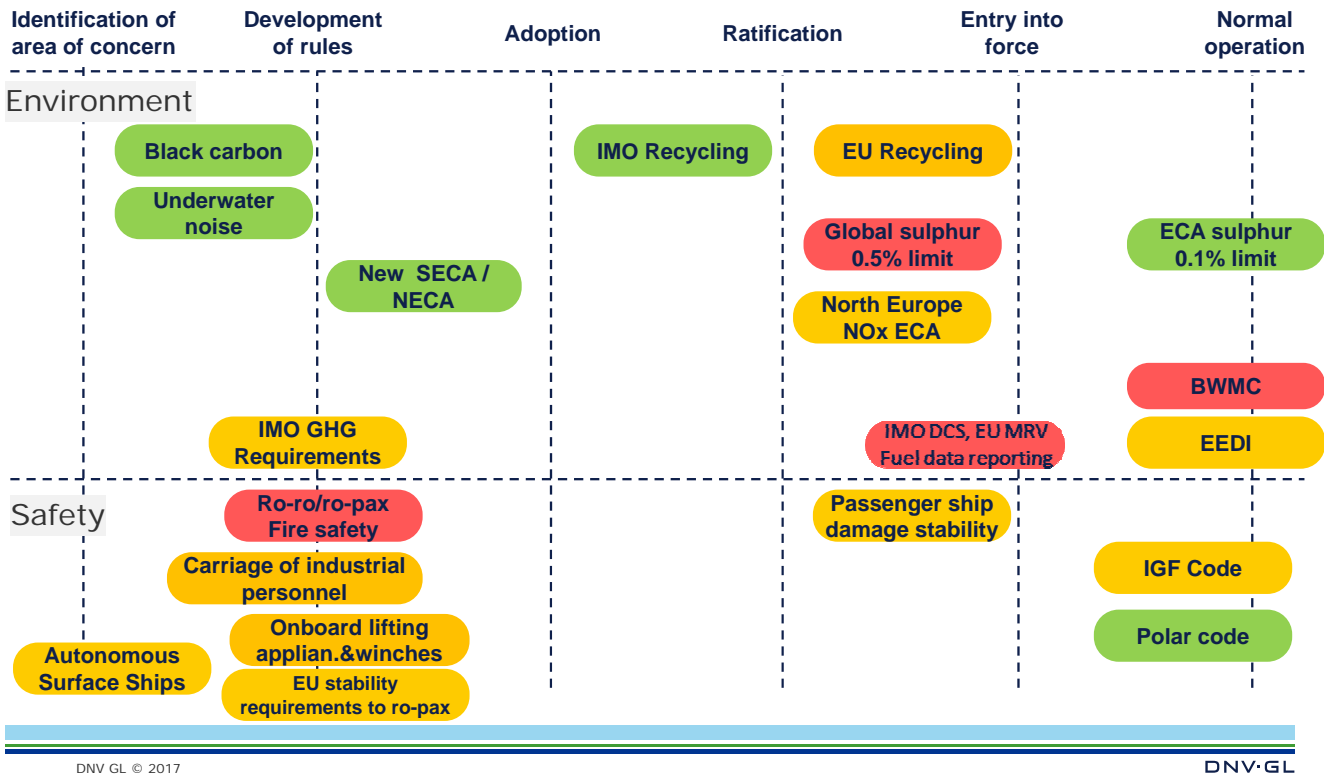 Identification of
area of concern
Development
of rules
Adoption
Ratification
Entry into
force
Normal
operation
Environment
Black carbon
IMO Recycling
EU Recycling
Underwater
noise
Global sulphur
0.5% limit
ECA sulphur
0.1% limit
New SECA /
NECA
North Europe
NOx ECA
BWMC
IMO GHG
Requirements
IMO DCS, EU MRV
Fuel data reporting
EEDI
Safety
Ro-ro/ro-pax
Fire safety
Passenger ship
damage stability
Carriage of industrial
personnel
IGF Code
Onboard lifting
applian.&winches
Polar code
Autonomous
Surface Ships
EU stability
requirements to ro-pax
DNV GL © 2017
DNV·GL